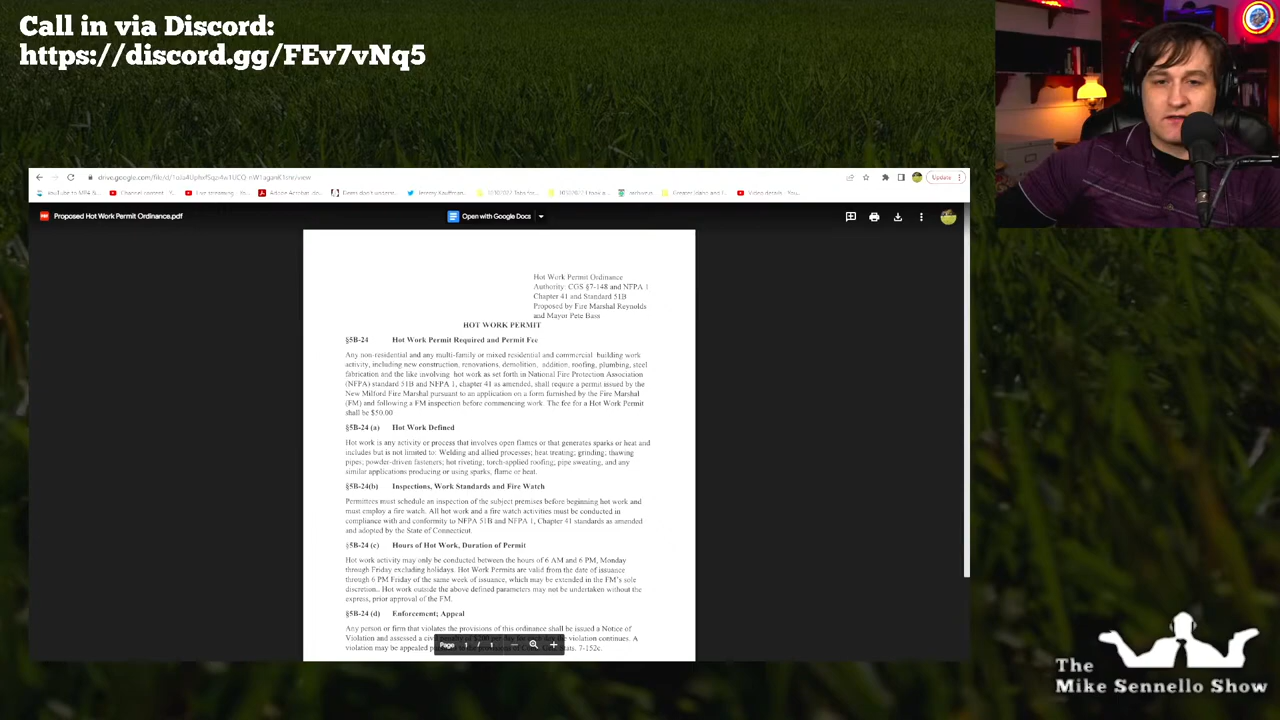 Call in via Discord:
https://discord.gg/FEv7vNq5
Update
Proposed Hot Work Permit Ordinance.pdf
Open with Google Docs
Hot Work Permit Ordinance
Authority: CGS §7-148 and NFPA 1
Chapter 41 and Standard 51B
Proposed by Fire Marshal Reynolds
and Mayor Pete Bass
HOT WORK PERMIT
§5B-24 Hot Work Permit Required and Permit Fee
Any non-residential and any multi-family or mixed residential and commercial building work
activity, including new construction, renovations, demolition, addition, roofing, plumbing, steel
fabrication and the like involving hot work as set forth in National Fire Protection Association
(NFPA) standard 51B and NFPA 1, chapter 41 as amended, shall require a permit issued by the
New Milford Fire Marshal pursuant to an application on a form furnished by the Fire Marshal
(FM) and following a FM inspection before commencing work. The fee for a Hot Work Permit
shall be $50.00
§5B-24 (a) Hot Work Defined
Hot work is any activity or process that involves open flames or that generates sparks or heat and
includes but is not limited to: Welding and allied processes; heat treating; grinding; thawing
pipes; powder-driven fasteners; hot riveting, torch-applied roofing, pipe sweating, and any
similar applications producing or using sparks, flame or heat.
§5B-24(b) Inspections, Work Standards and Fire Watch
Permittees must schedule an inspection of the subject premises before beginning hot work and
must employ a fire watch. All hot work and a fire watch activities must be conducted in
compliance with and conformity to NFPA 51B and NFPA 1, Chapter 41 standards as amended
and adopted by the State of Connecticut.
§5B-24 (c) Hours of Hot Work, Duration of Permit
Hot work activity may only be conducted between the hours of 6 AM and 6 PM, Monday
through Friday excluding holidays. Hot Work Permits are valid from the date of issuance
through 6 PM Friday of the same week of issuance, which may be extended in the FM's sole
discretion.. Hot work outside the above defined parameters may not be undertaken without the
express, prior approval of the FM.
§5B-24 (d) Enforcement; Appeal
Any person or firm that violates the provisions of this ordinance shall be issued a Notice of
Violation and assessed a civil penalty of $200 per day for each day the violation continues. A
violation may be appealed Stats. 7-152c.
Page 1 / 1
The
Mike Sennello Show